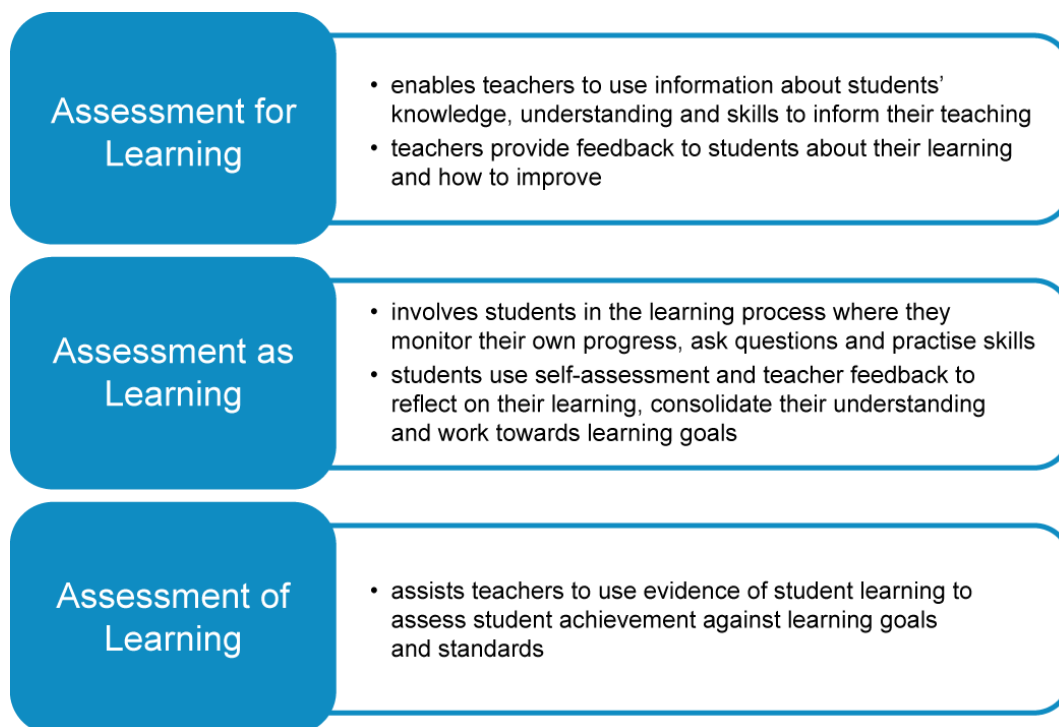 Assessment for
Learning
• enables teachers to use information about students’
knowledge, understanding and skills to inform their teaching
• teachers provide feedback to students about their learning
and how to improve
Assessment as
Learning
• involves students in the learning process where they
monitor their own progress, ask questions and practise skills
• students use self-assessment and teacher feedback to
reflect on their learning, consolidate their understanding
and work towards learning goals
Assessment of
Learning
• assists teachers to use evidence of student learning to
assess student achievement against learning goals
and standards